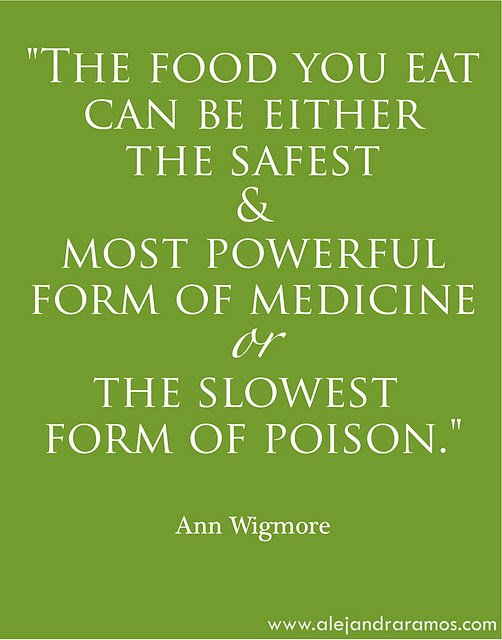 "The food you eat
can be either
the safest
&
most powerful
form of medicine
or
the slowest
form of poison."
Ann Wigmore
www.alejandraramos.com